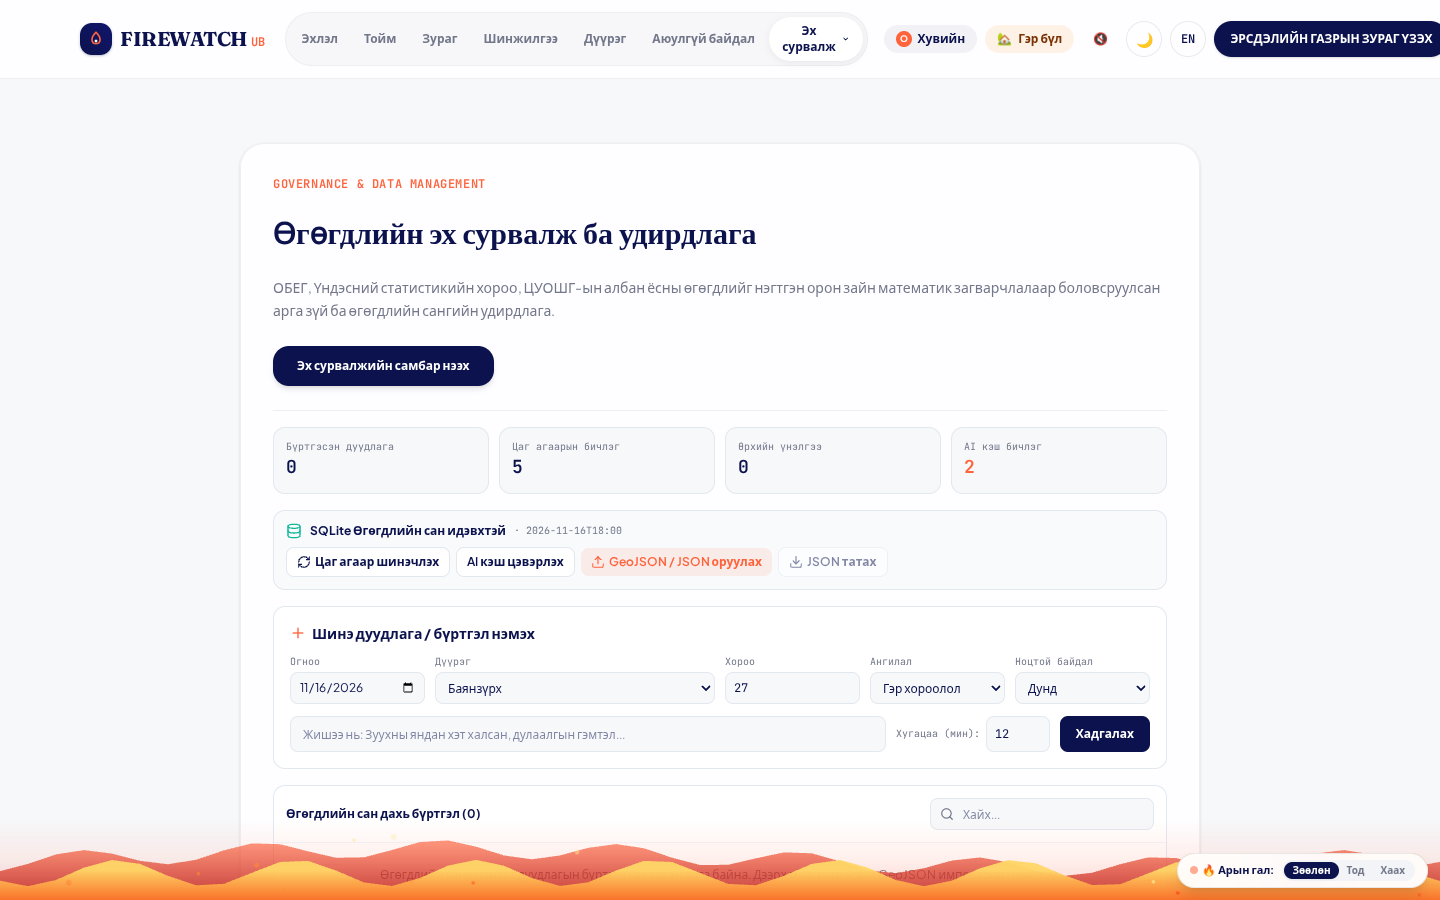 FIREWATCH UB
Эхлэл Тойм Зураг Шинжилгээ Дүүрэг Аюулгүй байдал Эх сурвалж
Хувийн Гэр бүл EN ЭРСДЭЛИЙН ГАЗРЫН ЗУРАГ ҮЗЭХ
GOVERNANCE & DATA MANAGEMENT
Өгөгдлийн эх сурвалж ба удирдлага
ОБЕГ, Үндэсний статистикийн хороо, ЦУОШГ-ын албан ёсны өгөгдлийг нэгтгэн орон зайн математик загварчлалаар боловсруулсан
арга зүй ба өгөгдлийн сангийн удирдлага.
Эх сурвалжийн самбар нээх
Бүртгэсэн дуудлага Цаг агаарын бичлэг Өрхийн үнэлгээ AI кэш бичлэг
0 5 0 2
SQLite Өгөгдлийн сан идэвхтэй · 2026-11-16T18:00
Цаг агаар шинэчлэх AI кэш цэвэрлэх GeoJSON / JSON оруулах JSON татах
Шинэ дуудлага / бүртгэл нэмэх
Огноо Дүүрэг Хороо Ангилал Ноцтой байдал
11/16/2026 Баянзүрх 27 Гэр хороолол Дунд
Жишээ нь: Зуухны яндан хэт халсан, дулаалгын гэмтэл... Хугацаа (мин): 12 Хадгалах
Өгөгдлийн сан дахь бүртгэл (0) Хайх...
Арын гал: Зөөлөн Тод Хаах